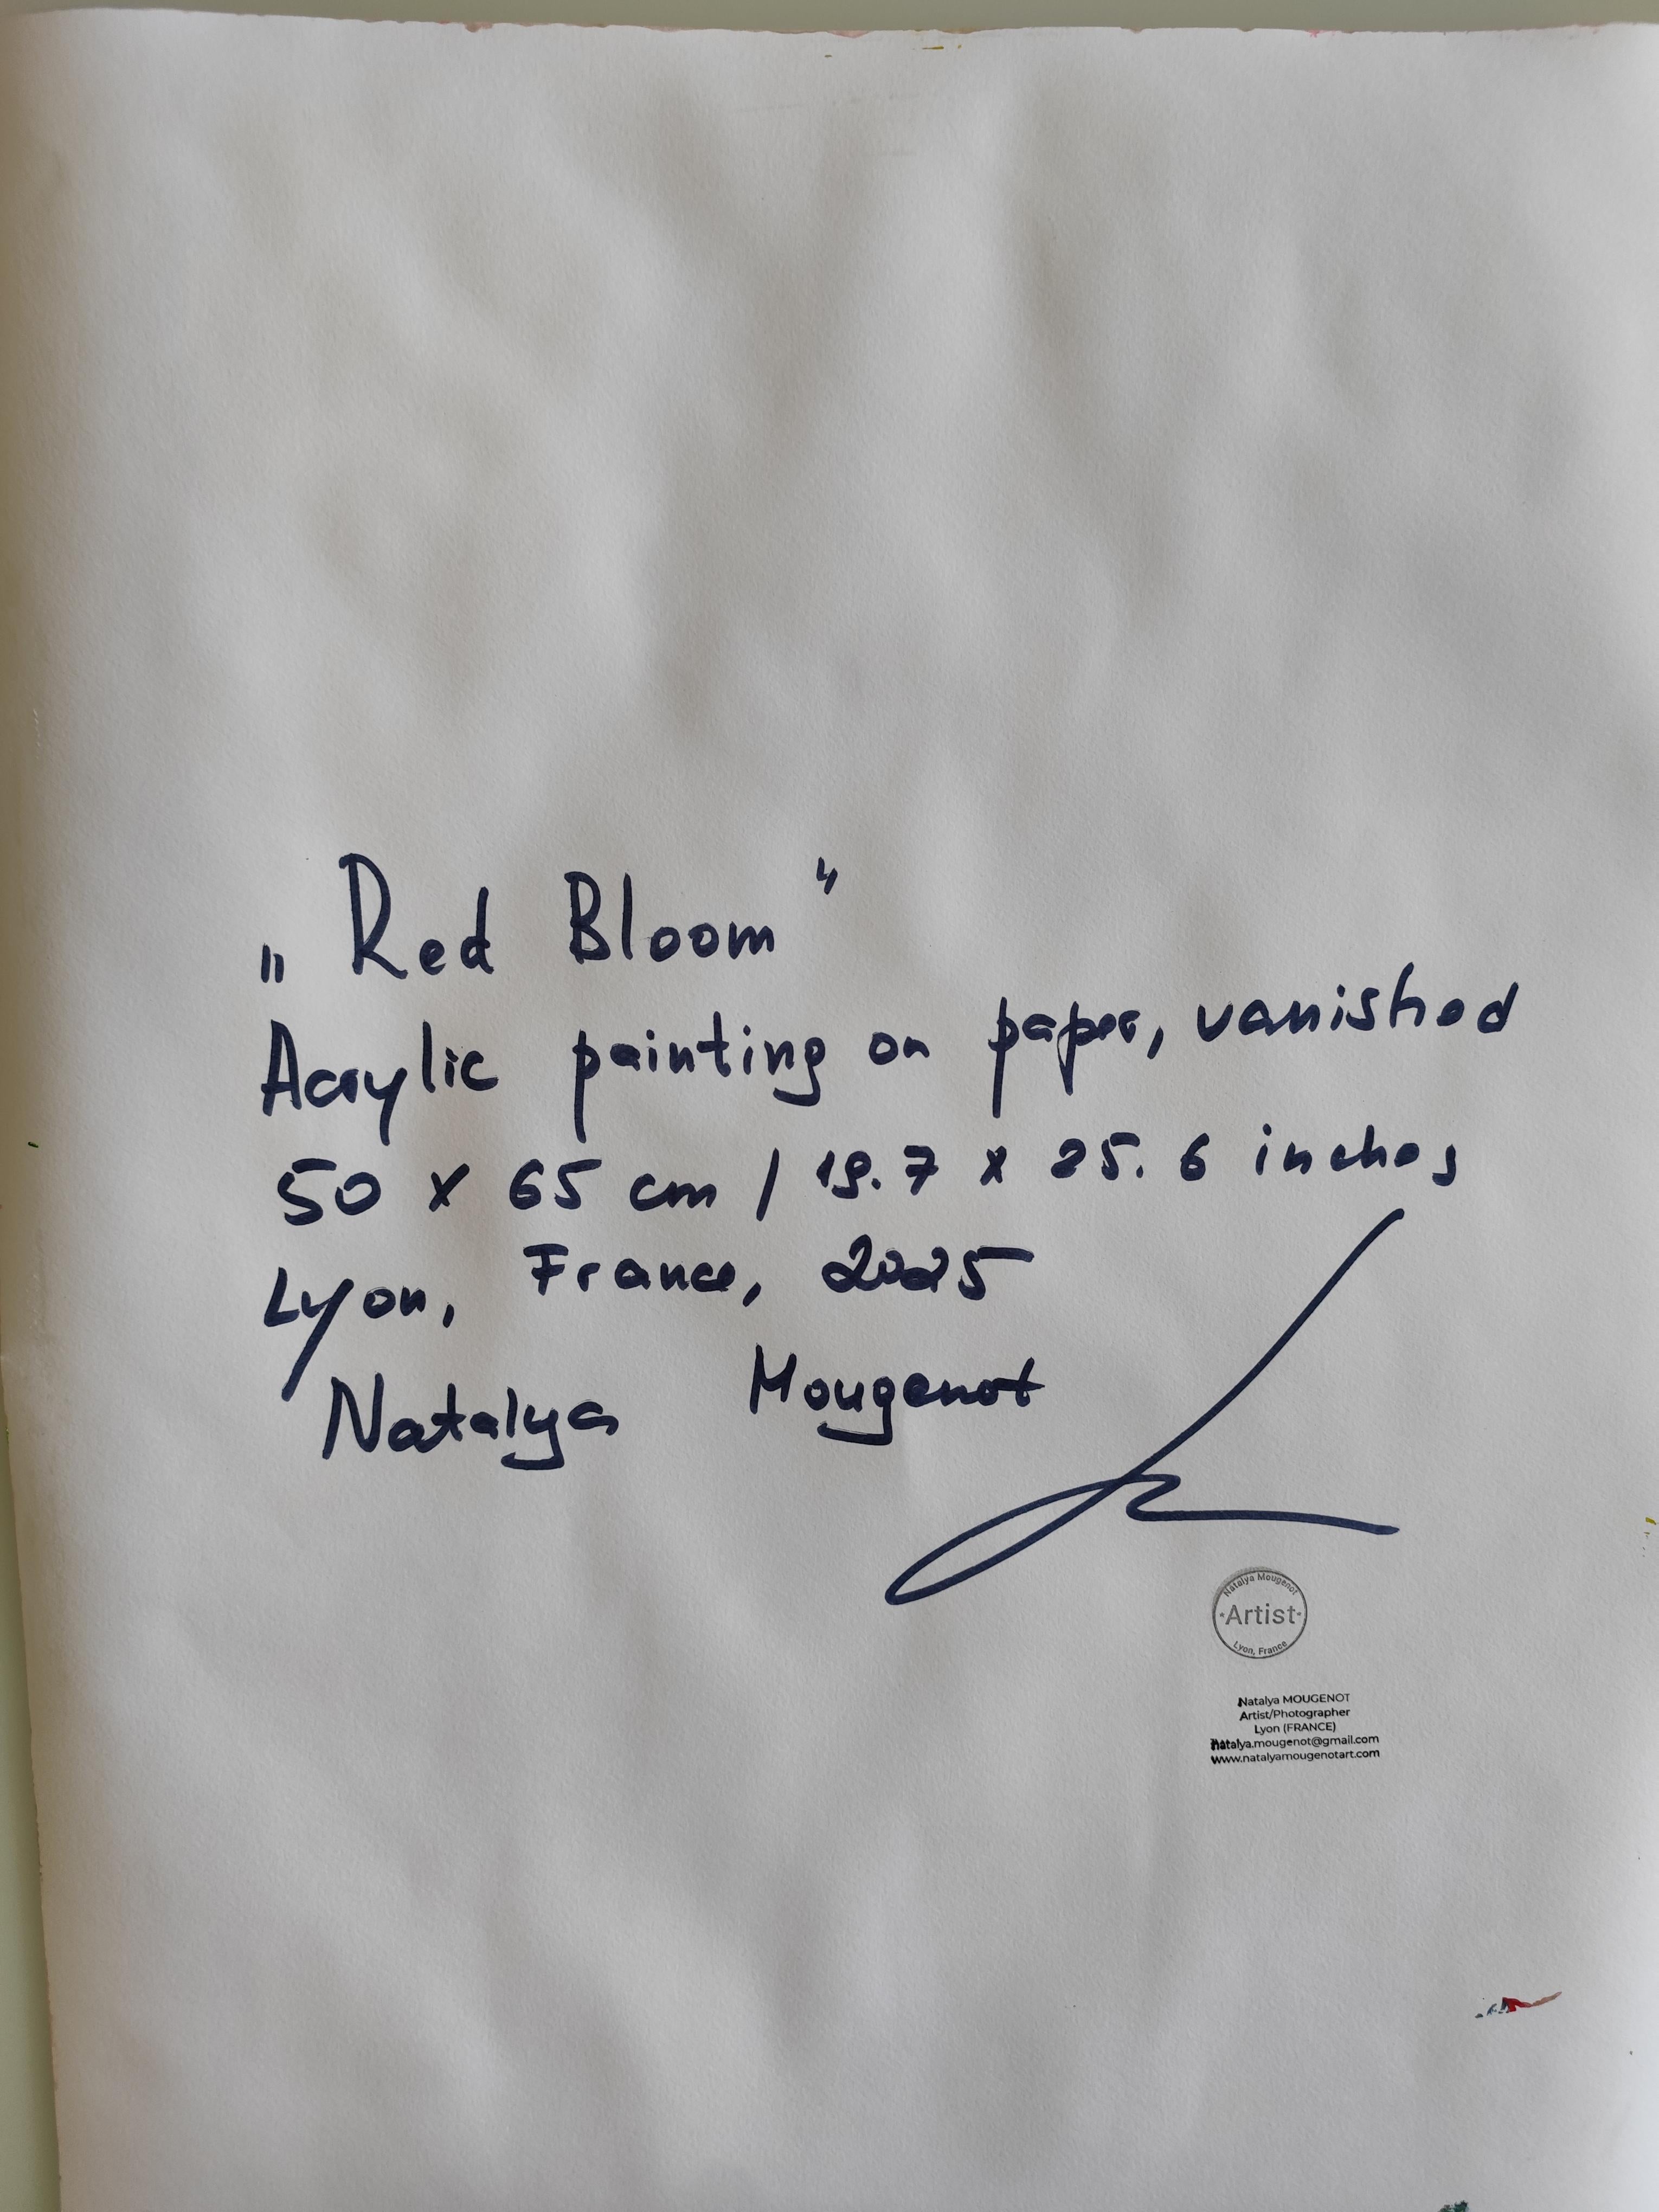 „Red Bloom"
Acrylic painting on paper, vanished
50 x 65 cm / 19.7 x 25.6 inches
Lyon, France, 2025
Natalya Mougenot
Natalya Mougenot
Artist
Lyon, France
Natalya MOUGENOT
Artist/Photographer
Lyon (FRANCE)
natalya.mougenot@gmail.com
www.natalyamougenotart.com